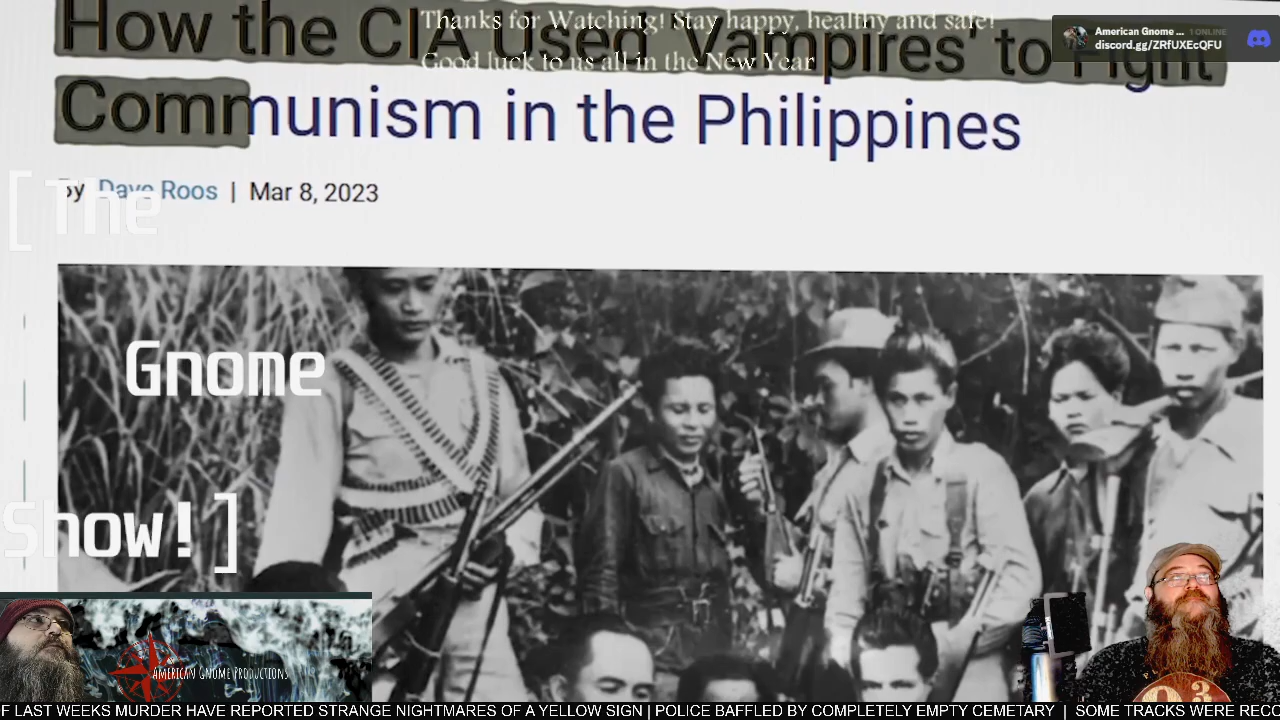 Thanks for Watching! Stay happy, healthy and safe!
Good luck to us all in the New Year
American Gnome ... 1 ONLINE
discord.gg/ZRfUXEcQFU
How the CIA Used 'Vampires' to Fight
Communism in the Philippines
By Dave Roos | Mar 8, 2023
[ The
Gnome
Show! ]
American Gnome Productions
F LAST WEEKS MURDER HAVE REPORTED STRANGE NIGHTMARES OF A YELLOW SIGN | POLICE BAFFLED BY COMPLETELY EMPTY CEMETARY | SOME TRACKS WERE RECO